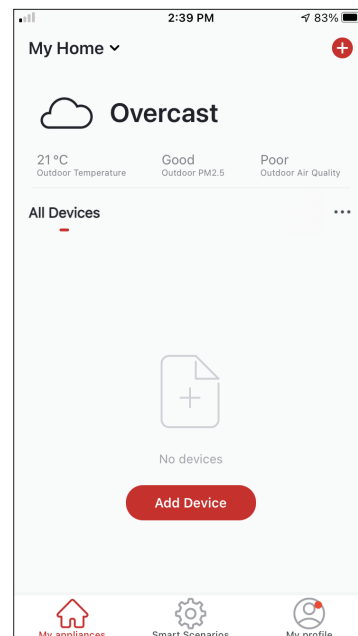 2:39 PM
83%
My Home
Overcast
21 °C Good Poor
Outdoor Temperature Outdoor PM2.5 Outdoor Air Quality
All Devices
No devices
Add Device
My appliances Smart Scenarios My profile